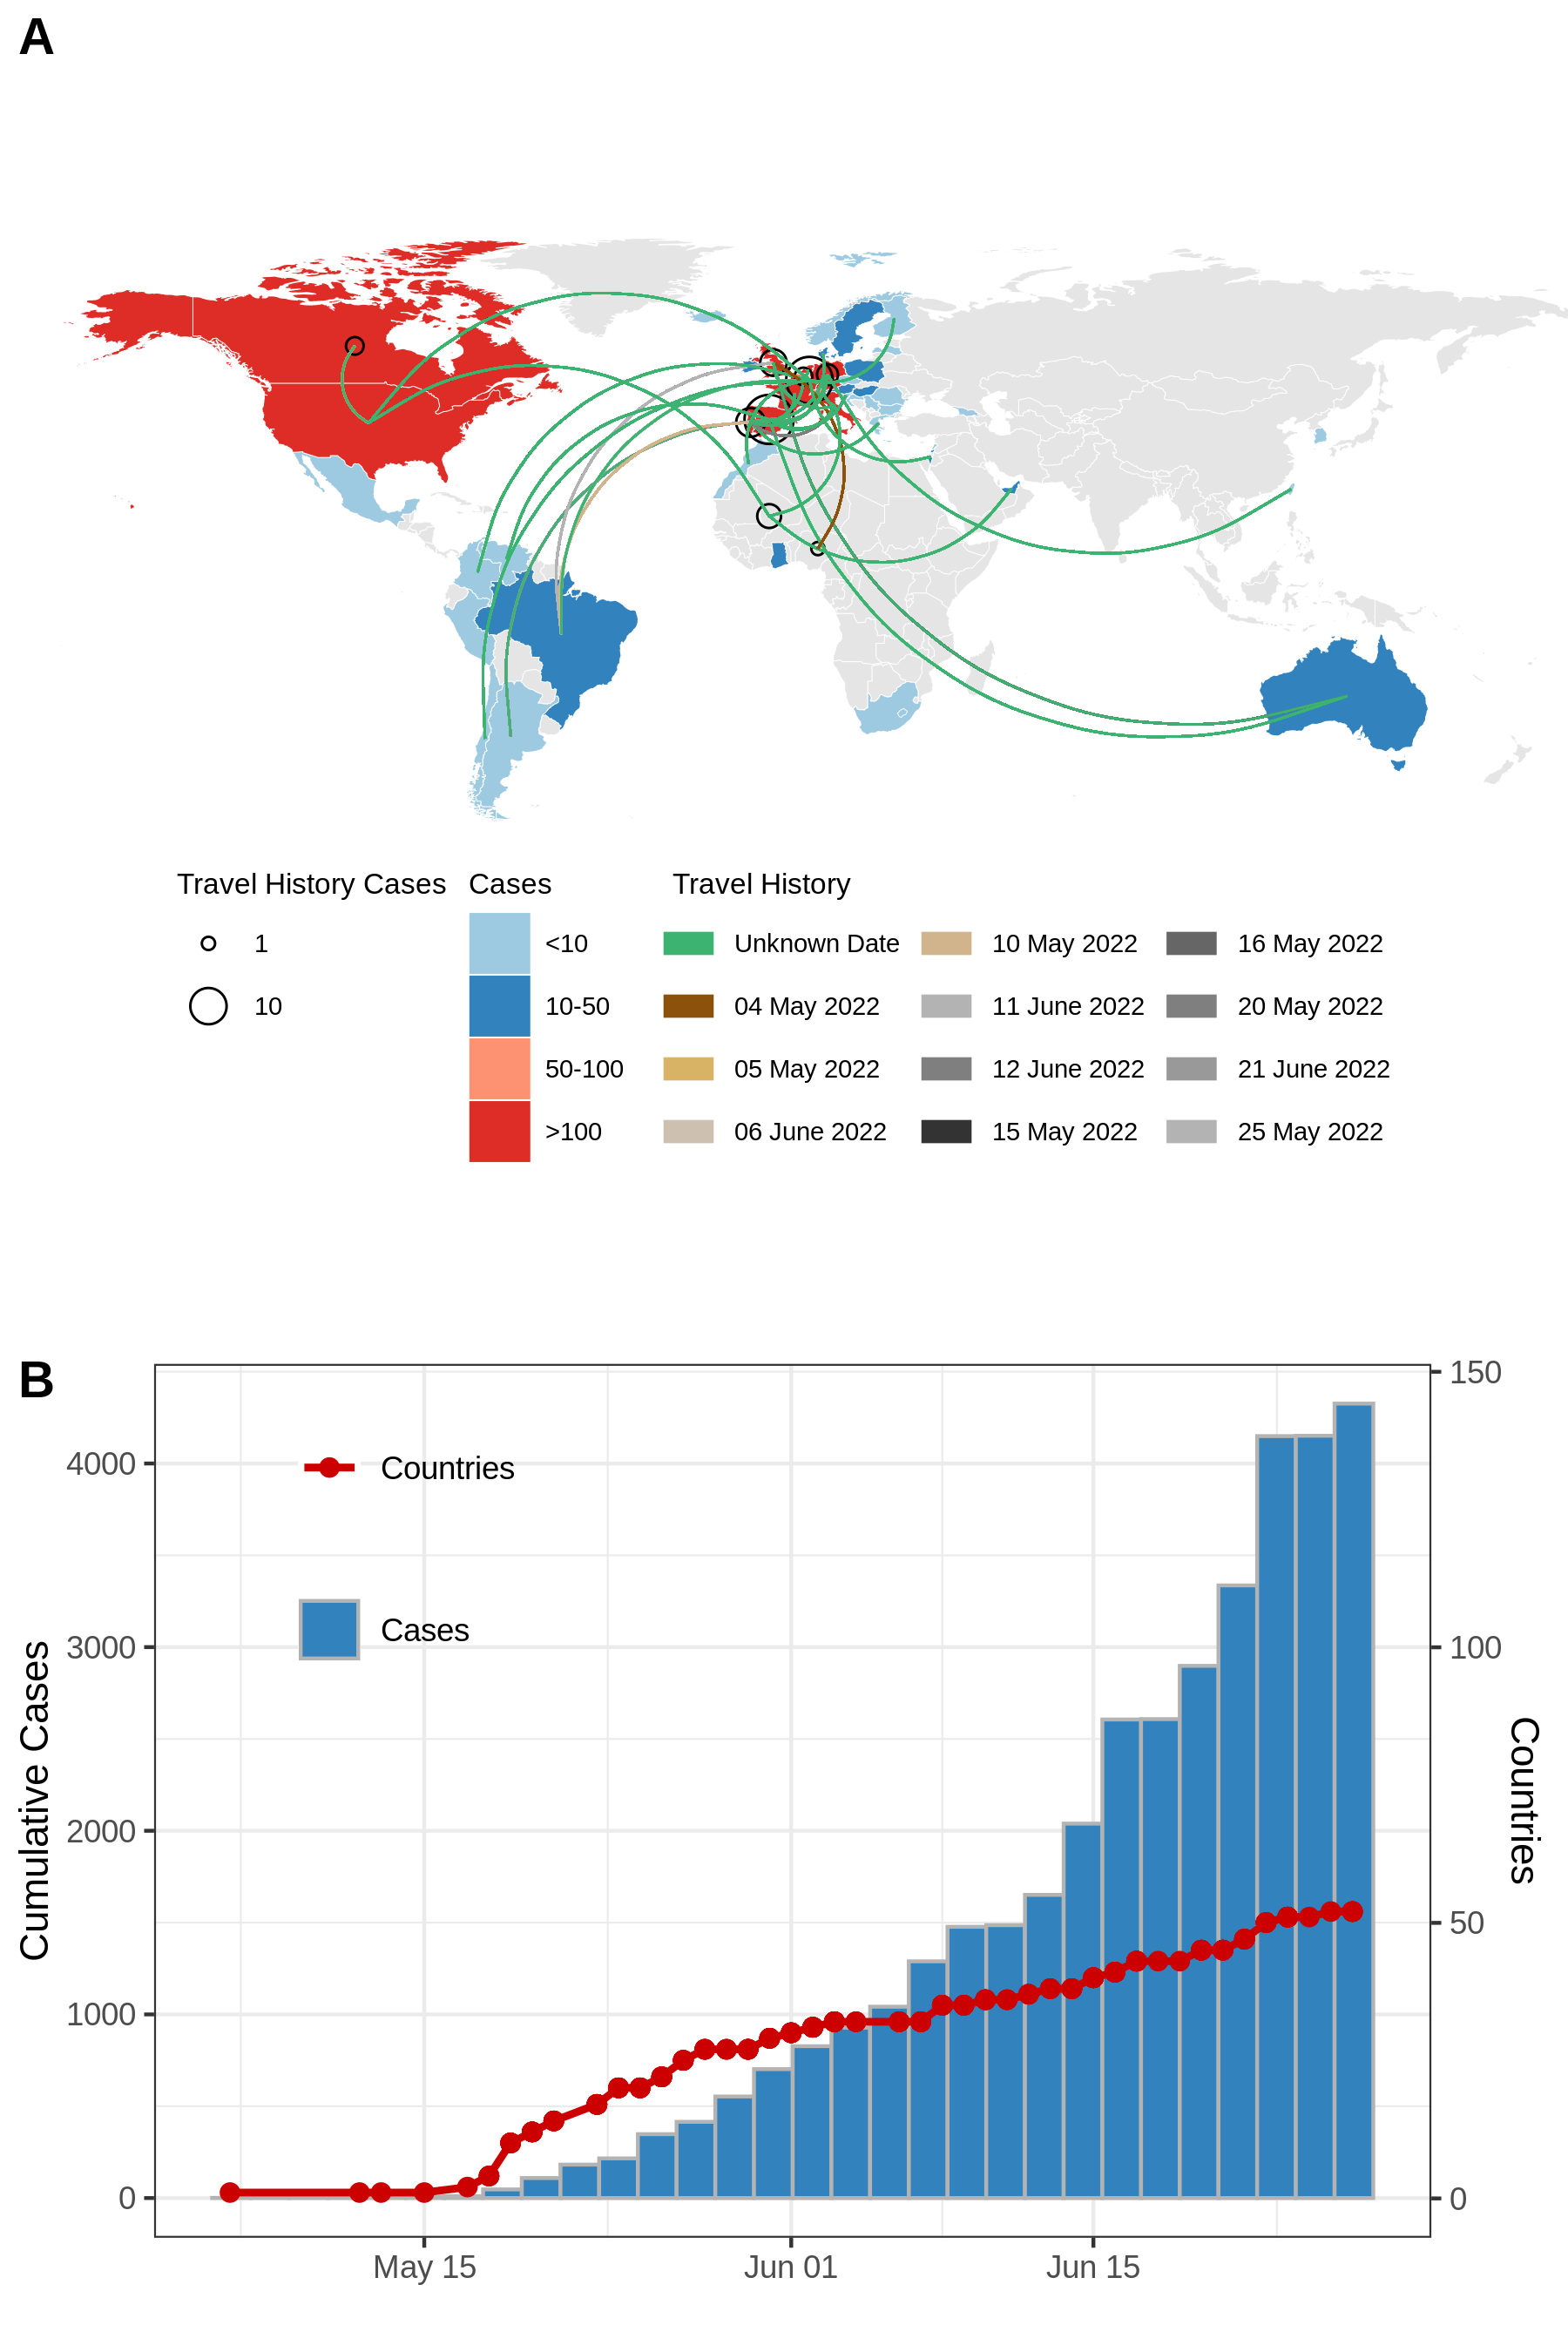 A
Travel History Cases
1
10
Cases
<10
10-50
50-100
>100
Travel History
Unknown Date
04 May 2022
05 May 2022
06 June 2022
10 May 2022
11 June 2022
12 June 2022
15 May 2022
16 May 2022
20 May 2022
21 June 2022
25 May 2022
B
Cumulative Cases
4000
3000
2000
1000
0
Countries
Cases
150
100
50
0
Countries
May 15
Jun 01
Jun 15